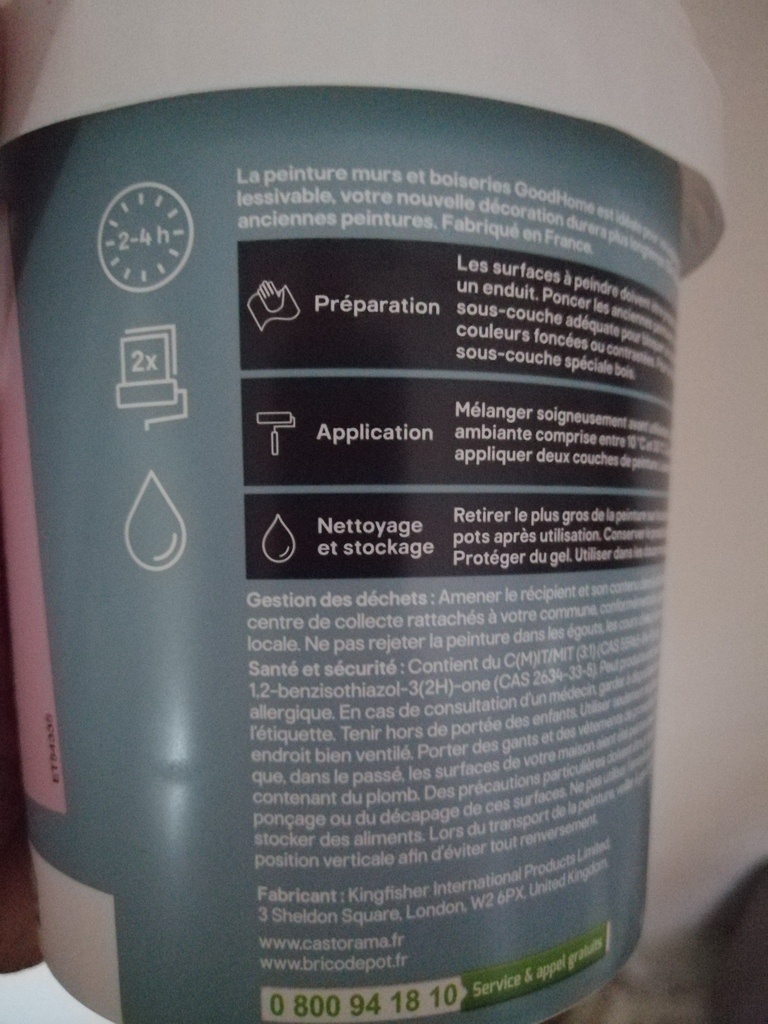 2-4 h
2x
La peinture murs et boiseries GoodHome est idéale pour
lessivable, votre nouvelle décoration durera plus longtemps
anciennes peintures. Fabriqué en France.
Préparation
Les surfaces à peindre doivent
un enduit. Poncer les anciennes
sous-couche adéquate pour
couleurs foncées ou
sous-couche spéciale bois.
Application
Mélanger soigneusement avant
ambiante comprise entre 10 °C et
appliquer deux couches de peinture.
Nettoyage
et stockage
Retirer le plus gros de la peinture
pots après utilisation. Conserver
Protéger du gel. Utiliser dans les
Gestion des déchets : Amener le récipient et son contenu
centre de collecte rattachés à votre commune,
locale. Ne pas rejeter la peinture dans les égouts, les cours
Santé et sécurité : Contient du C(M)IT/MIT (3:1) (CAS
1,2-benzisothiazol-3(2H)-one (CAS 2634-33-5). Peut
allergique. En cas de consultation d'un médecin, garder à
l'étiquette. Tenir hors de portée des enfants. Utiliser seulement
endroit bien ventilé. Porter des gants et des vêtements de
que, dans le passé, les surfaces de votre maison aient
contenant du plomb. Des précautions particulières doivent
ponçage ou du décapage de ces surfaces. Ne pas utiliser
stocker des aliments. Lors du transport de la peinture,
position verticale afin d'éviter tout renversement.
Fabricant : Kingfisher International Products Limited,
3 Sheldon Square, London, W2 6PX, United Kingdom.
www.castorama.fr
www.bricodepot.fr
0 800 94 18 10 Service & appel gratuits